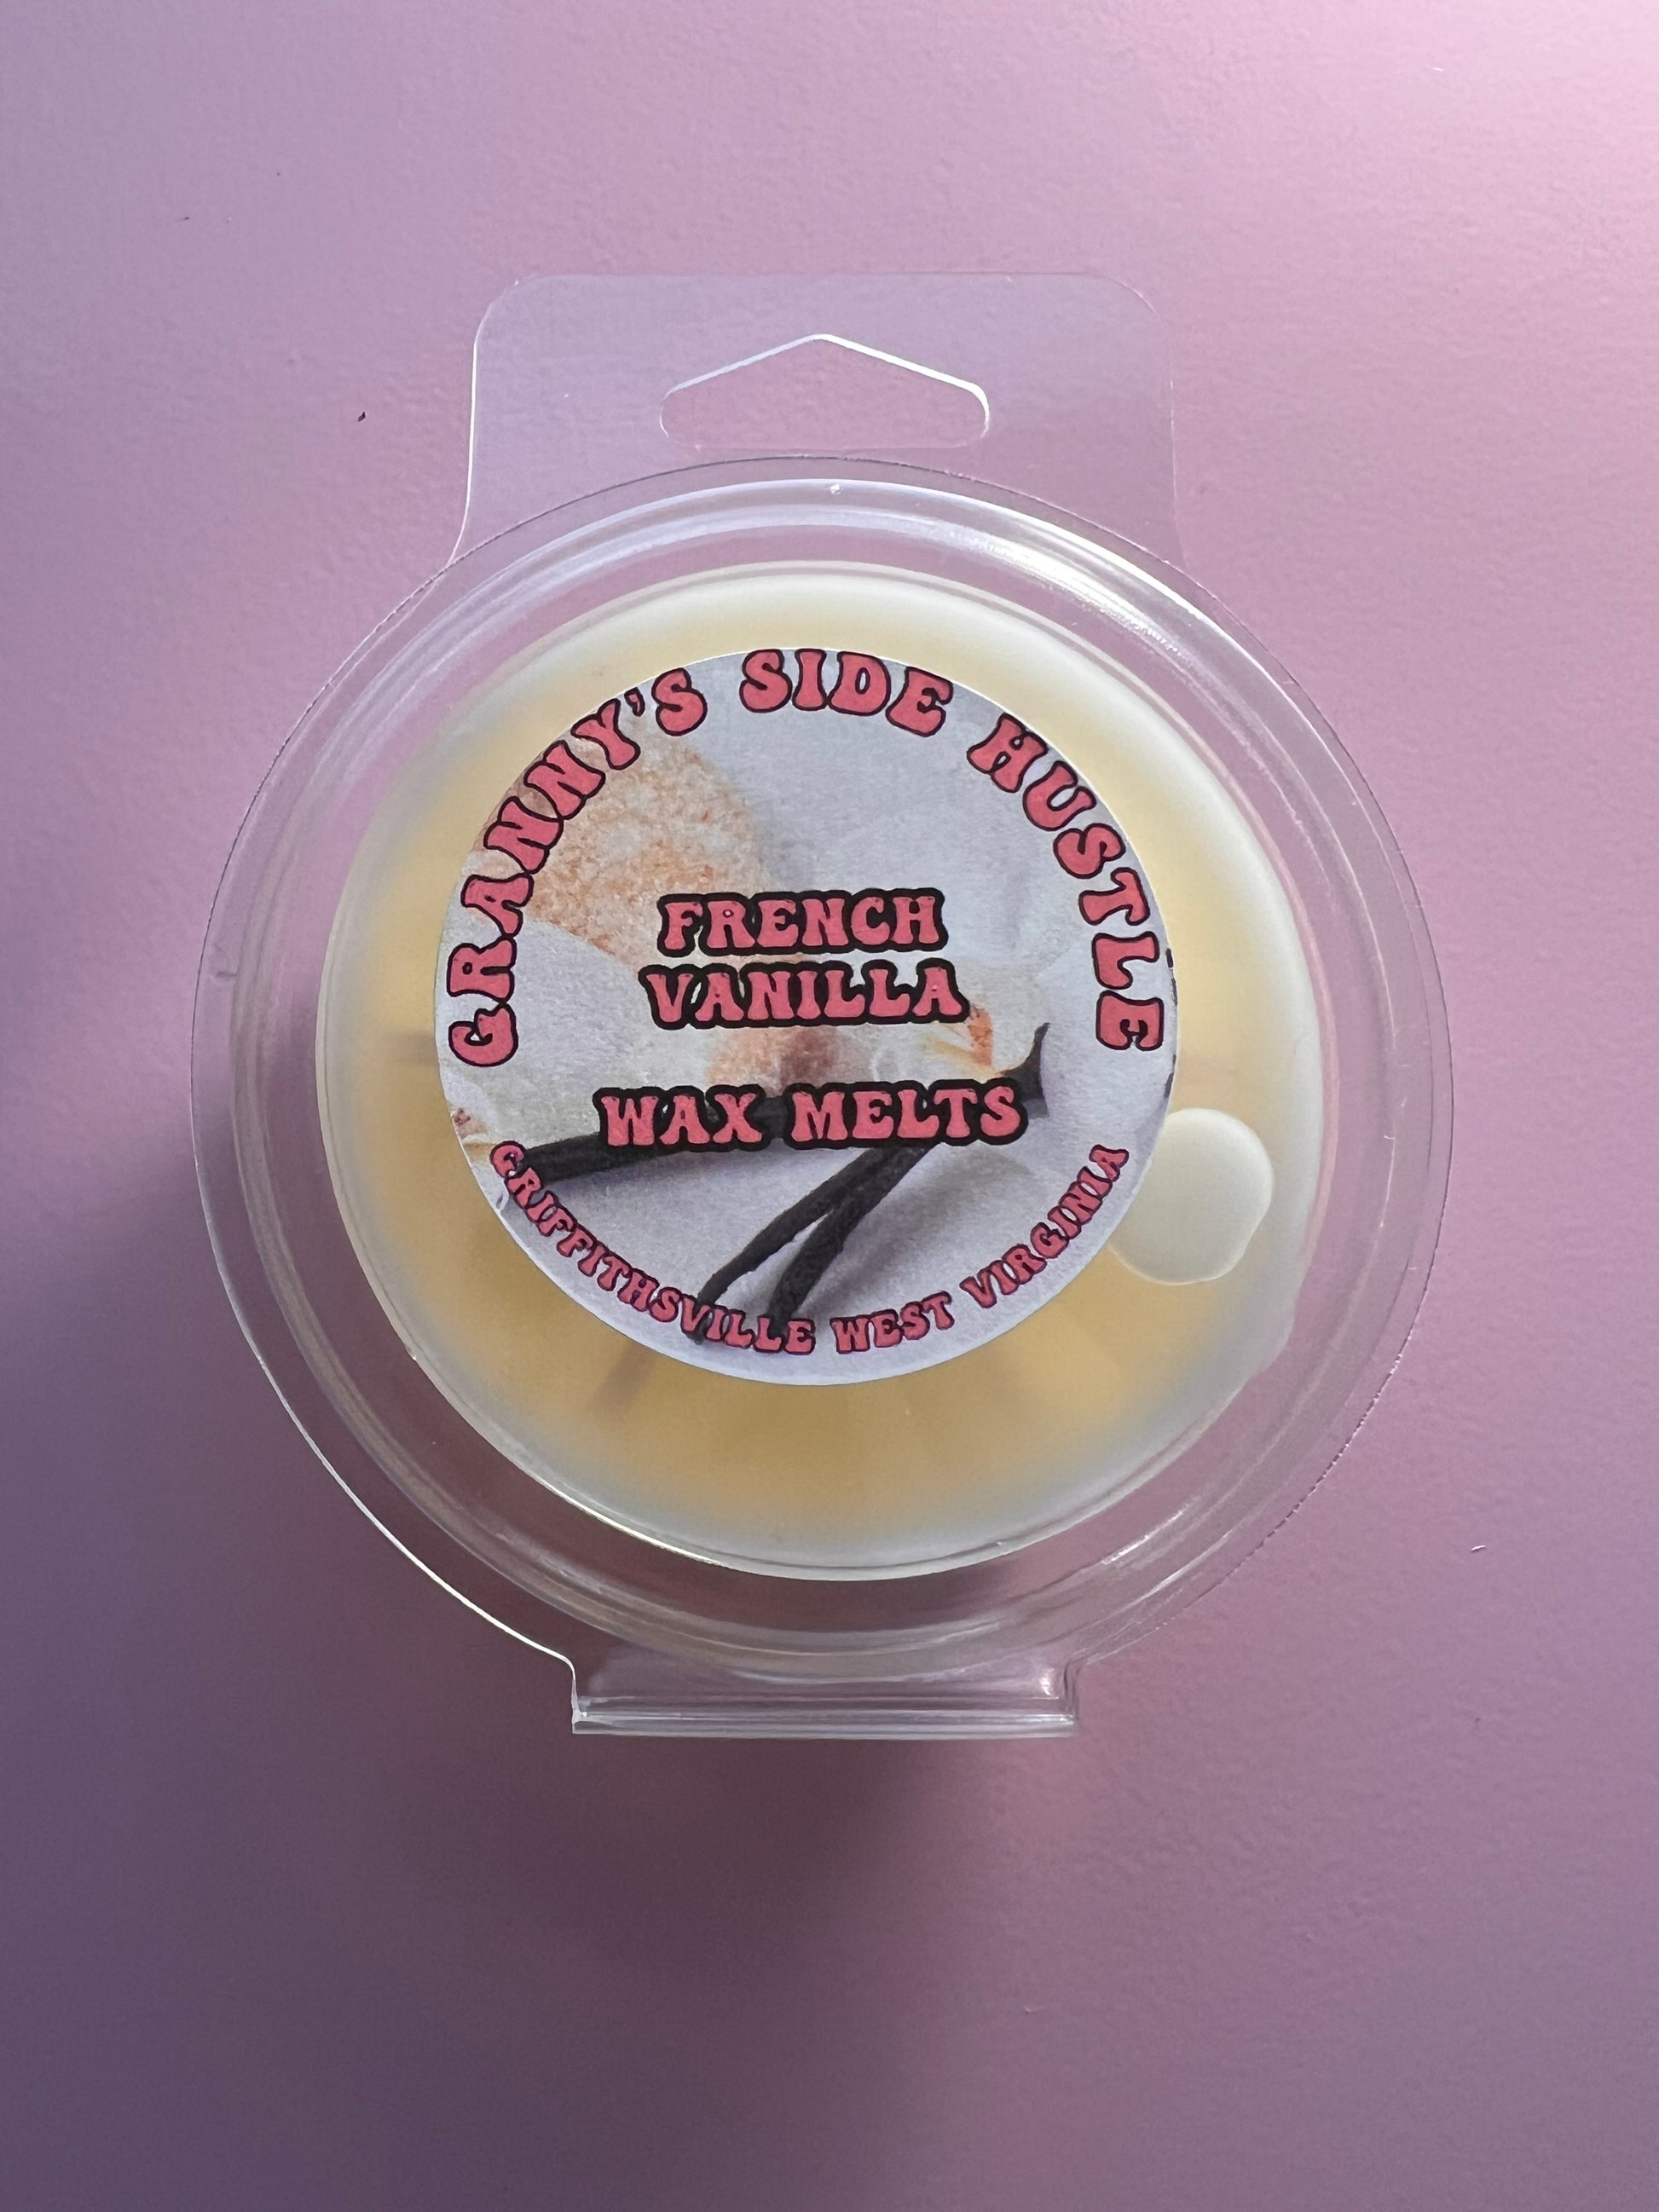 GRANNY'S SIDE HUSTLE
FRENCH
VANILLA
WAX MELTS
GRIFFITHSVILLE WEST VIRGINIA